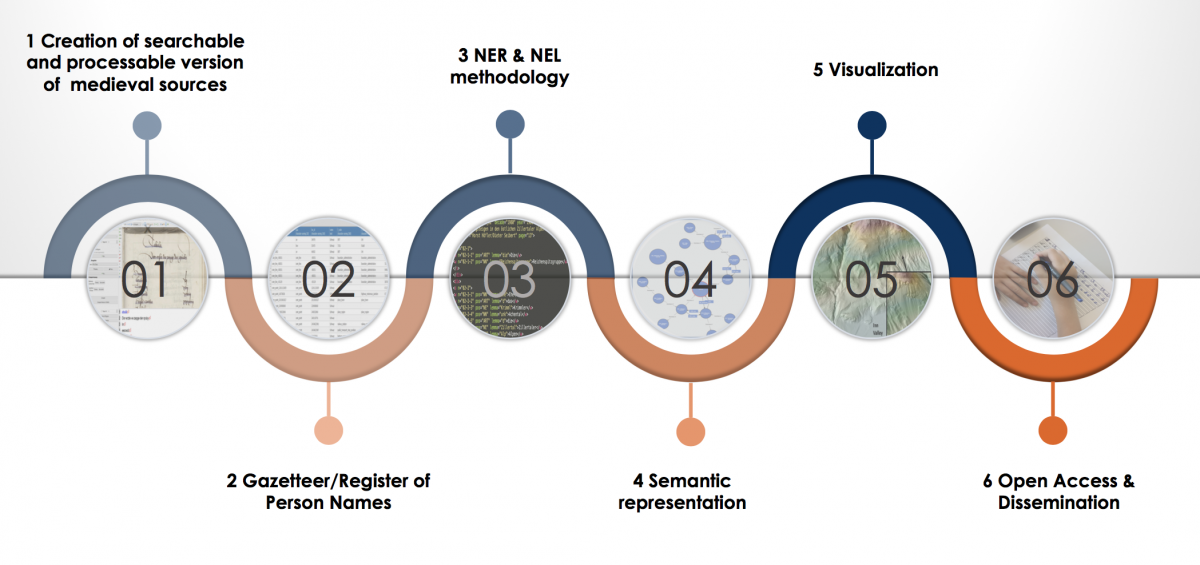 1 Creation of searchable
and processable version
of medieval sources
3 NER & NEL
methodology
5 Visualization
01
02
03
04
05
06
2 Gazetteer/Register of
Person Names
4 Semantic
representation
6 Open Access &
Dissemination